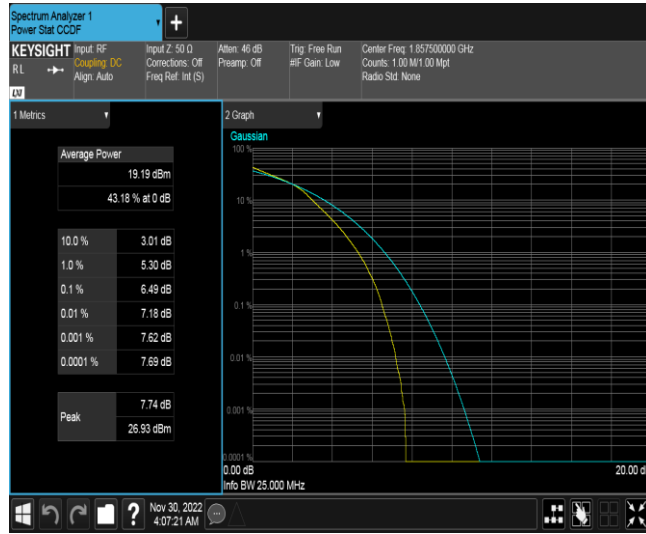 Spectrum Analyzer 1
Power Stat CCDF
+
KEYSIGHT
RL
LXI
Input: RF
Coupling: DC
Align: Auto
Input Z: 50 Ω
Corrections: Off
Freq Ref: Int (S)
Atten: 46 dB
Preamp: Off
Trig: Free Run
#IF Gain: Low
Center Freq: 1.857500000 GHz
Counts: 1.00 M/1.00 Mpt
Radio Std: None
1 Metrics
Average Power
19.19 dBm
43.18 % at 0 dB
10.0 % 3.01 dB
1.0 % 5.30 dB
0.1 % 6.49 dB
0.01 % 7.18 dB
0.001 % 7.62 dB
0.0001 % 7.69 dB
Peak
7.74 dB
26.93 dBm
2 Graph
Gaussian
100 %
10 %
1 %
0.1 %
0.01 %
0.001 %
0.0001 %
0.00 dB
20.00 d
Info BW 25.000 MHz
?
Nov 30, 2022
4:07:21 AM